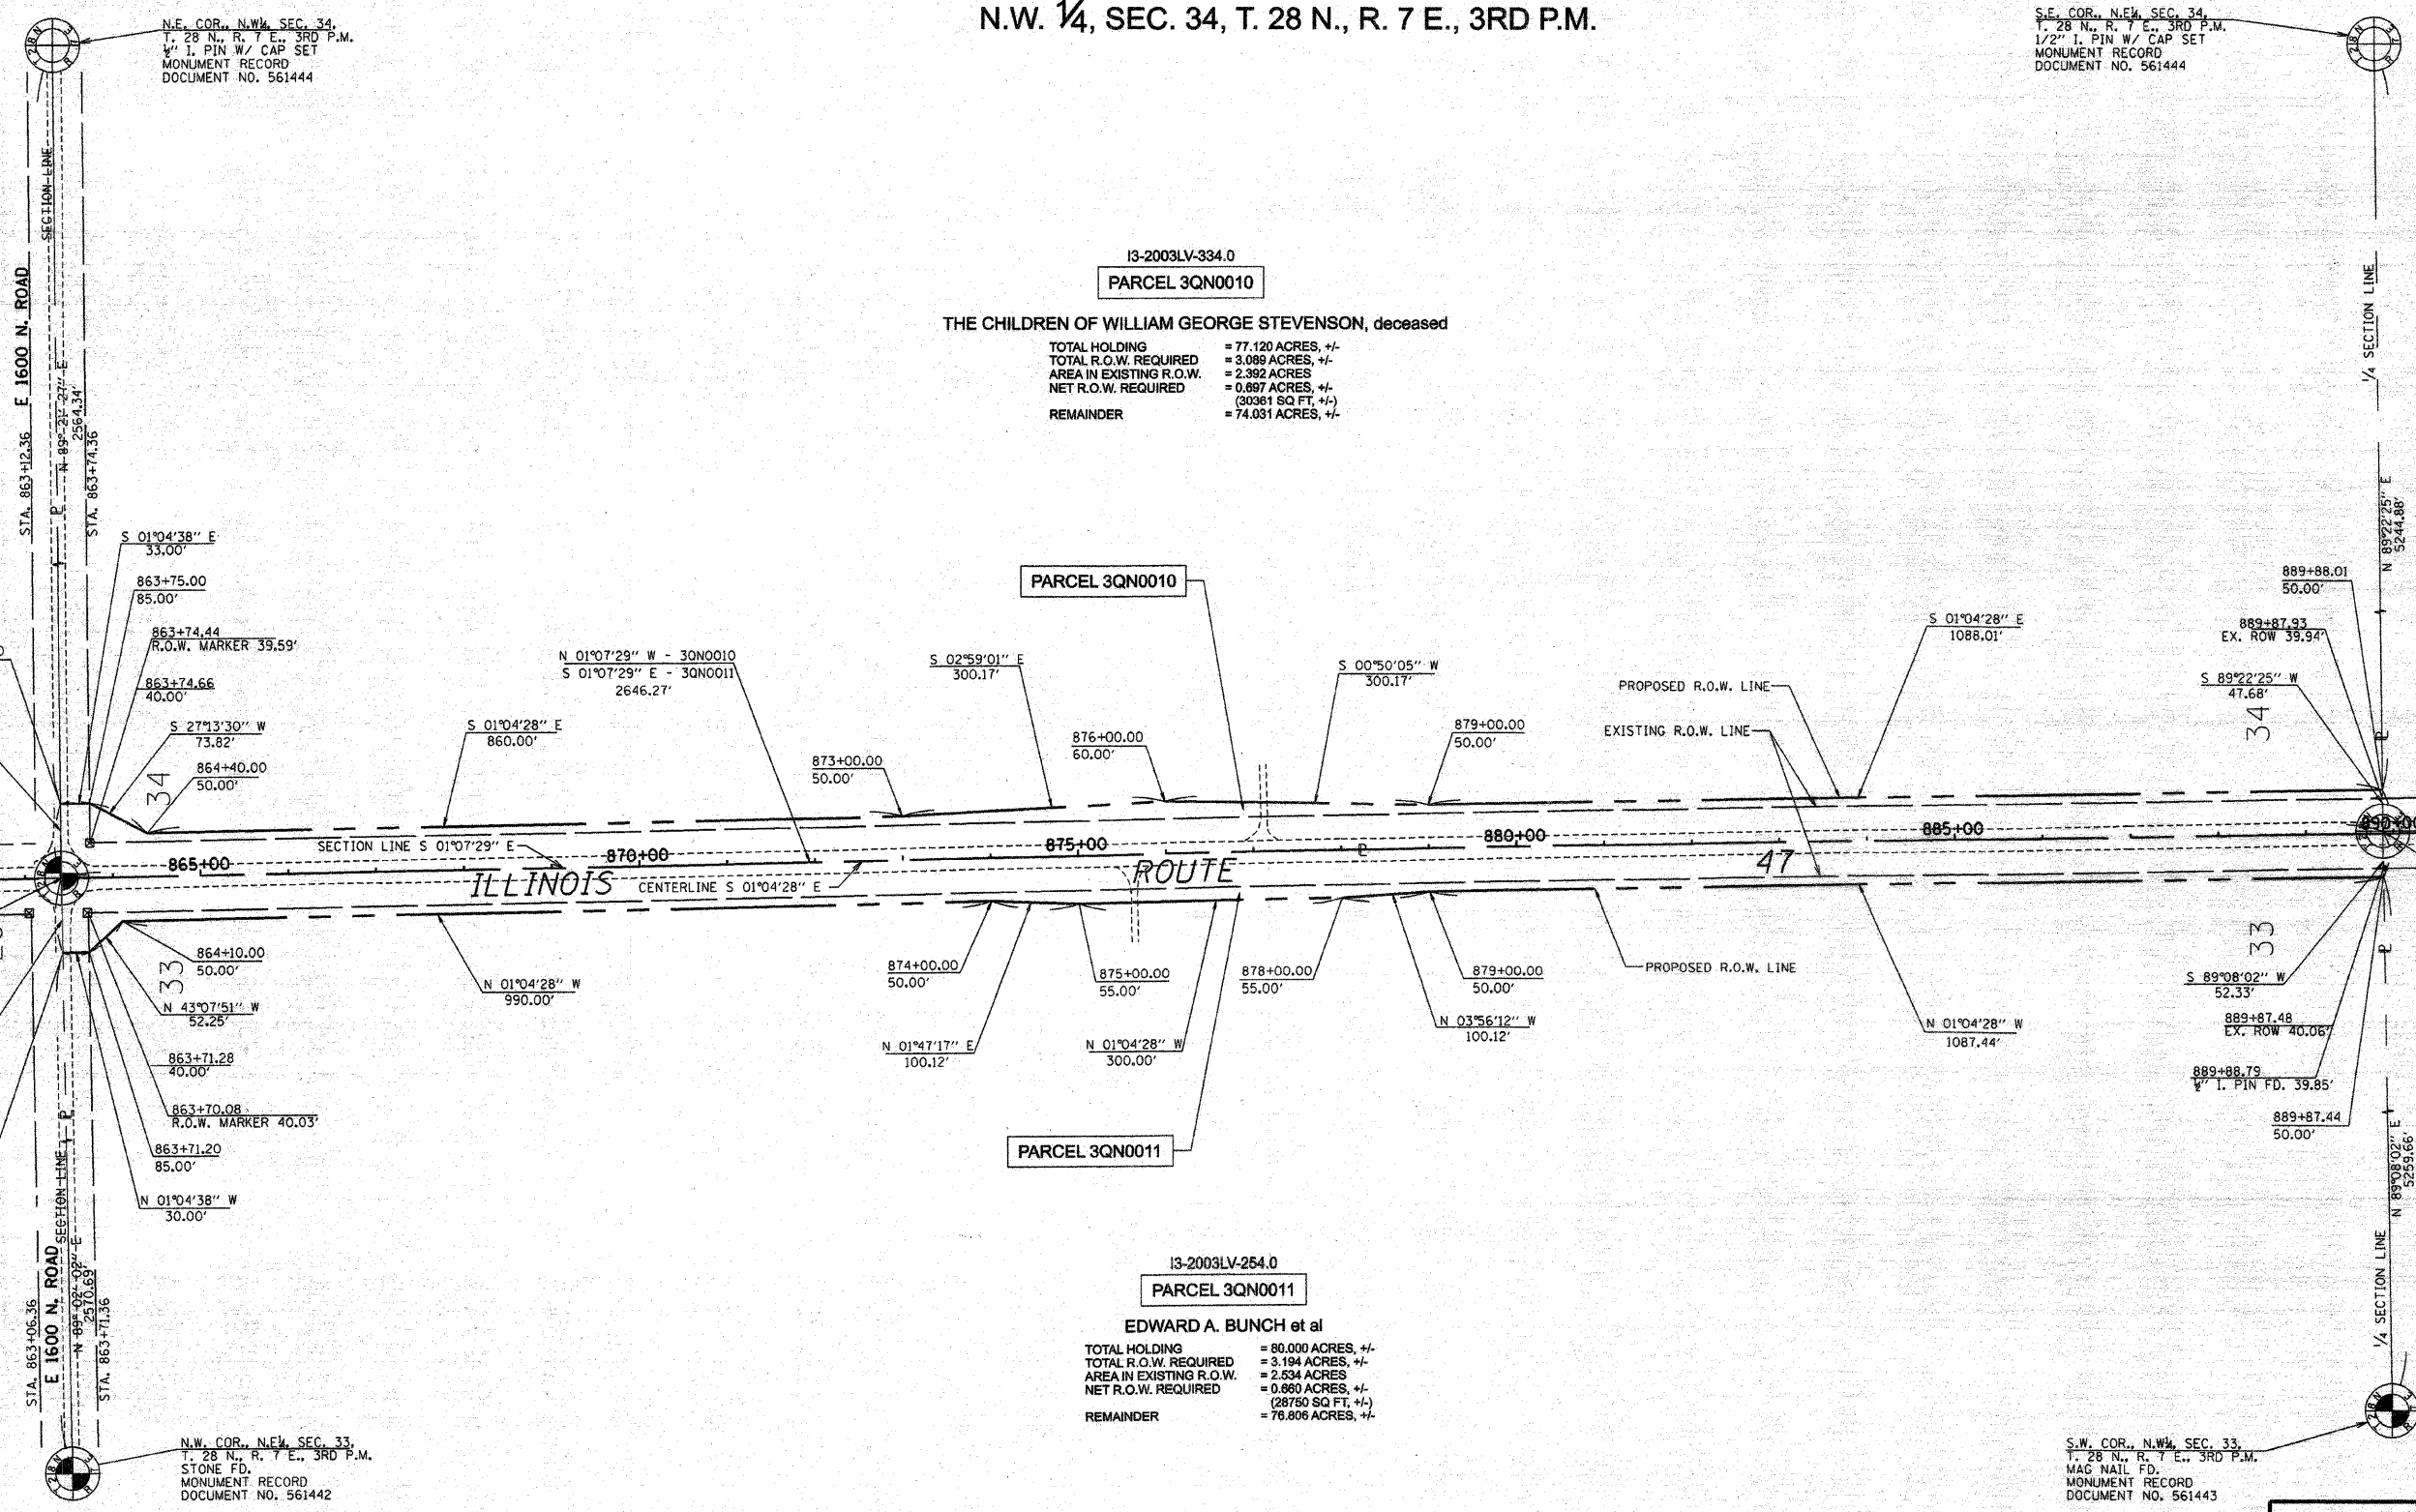 N.W. ¼, SEC. 34, T. 28 N., R. 7 E., 3RD P.M.
N.E. COR., N.W¼, SEC. 34,
T. 28 N., R. 7 E., 3RD P.M.
½" I. PIN W/ CAP SET
MONUMENT RECORD
DOCUMENT NO. 561444
S.E. COR., N.E¼, SEC. 34,
T. 28 N., R. 7 E., 3RD P.M.
1/2" I. PIN W/ CAP SET
MONUMENT RECORD
DOCUMENT NO. 561444
I3-2003LV-334.0
PARCEL 3QN0010
THE CHILDREN OF WILLIAM GEORGE STEVENSON, deceased
TOTAL HOLDING = 77.120 ACRES, +/-
TOTAL R.O.W. REQUIRED = 3.089 ACRES, +/-
AREA IN EXISTING R.O.W. = 2.392 ACRES
NET R.O.W. REQUIRED = 0.697 ACRES, +/-
(30361 SQ FT, +/-)
REMAINDER = 74.031 ACRES, +/-
SECTION LINE
E 1600 N. ROAD
STA. 863+12.36
N 89° 21' 27" E
2564.34'
STA. 863+74.36
¼ SECTION LINE
N 89°22'25" E
5244.88'
S 01°04'38" E
33.00'
863+75.00
85.00'
863+74.44
R.O.W. MARKER 39.59'
863+74.66
40.00'
S 27°13'30" W
73.82'
864+40.00
50.00'
34
S 01°04'28" E
860.00'
N 01°07'29" W - 3QN0010
S 01°07'29" E - 3QN0011
2646.27'
873+00.00
50.00'
S 02°59'01" E
300.17'
PARCEL 3QN0010
876+00.00
60.00'
S 00°50'05" W
300.17'
879+00.00
50.00'
PROPOSED R.O.W. LINE
EXISTING R.O.W. LINE
S 01°04'28" E
1088.01'
889+88.01
50.00'
889+87.93
EX. ROW 39.94'
S 89°22'25" W
47.68'
34
P
SECTION LINE S 01°07'29" E
865+00
870+00
875+00
880+00
885+00
890+00
ILLINOIS
CENTERLINE S 01°04'28" E
ROUTE
47
864+10.00
50.00'
33
N 43°07'51" W
52.25'
863+71.28
40.00'
863+70.08
R.O.W. MARKER 40.03'
863+71.20
85.00'
N 01°04'38" W
30.00'
N 01°04'28" W
990.00'
874+00.00
50.00'
N 01°47'17" E
100.12'
875+00.00
55.00'
N 01°04'28" W
300.00'
878+00.00
55.00'
879+00.00
50.00'
N 03°56'12" W
100.12'
PROPOSED R.O.W. LINE
N 01°04'28" W
1087.44'
33
S 89°08'02" W
52.33'
889+87.48
EX. ROW 40.06'
889+88.79
½" I. PIN FD. 39.85'
889+87.44
50.00'
PARCEL 3QN0011
I3-2003LV-254.0
PARCEL 3QN0011
EDWARD A. BUNCH et al
TOTAL HOLDING = 80.000 ACRES, +/-
TOTAL R.O.W. REQUIRED = 3.194 ACRES, +/-
AREA IN EXISTING R.O.W. = 2.534 ACRES
NET R.O.W. REQUIRED = 0.660 ACRES, +/-
(28750 SQ FT, +/-)
REMAINDER = 76.806 ACRES, +/-
STA. 863+06.36
E 1600 N. ROAD
SECTION LINE
N 89° 02' 02" E
2570.69'
STA. 863+71.36
N 89°08'02" E
5259.66'
¼ SECTION LINE
N.W. COR., N.E¼, SEC. 33,
T. 28 N., R. 7 E., 3RD P.M.
STONE FD.
MONUMENT RECORD
DOCUMENT NO. 561442
S.W. COR., N.W¼, SEC. 33,
T. 28 N., R. 7 E., 3RD P.M.
MAG NAIL FD.
MONUMENT RECORD
DOCUMENT NO. 561443